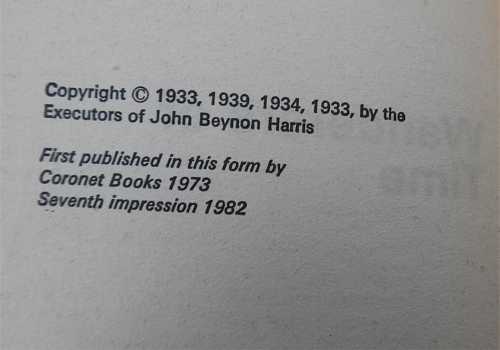 Copyright © 1933, 1939, 1934, 1933, by the
Executors of John Beynon Harris
First published in this form by
Coronet Books 1973
Seventh impression 1982